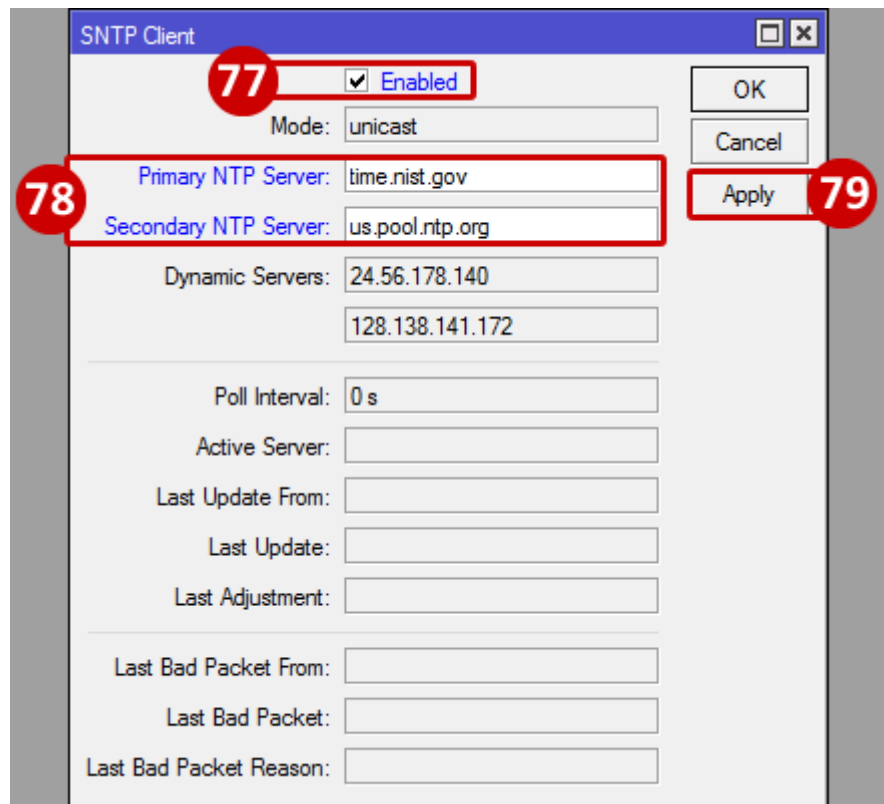 SNTP Client
77 Enabled
OK
Mode: unicast
Cancel
78
Primary NTP Server: time.nist.gov
Apply 79
Secondary NTP Server: us.pool.ntp.org
Dynamic Servers: 24.56.178.140
128.138.141.172
Poll Interval: 0 s
Active Server:
Last Update From:
Last Update:
Last Adjustment:
Last Bad Packet From:
Last Bad Packet:
Last Bad Packet Reason: